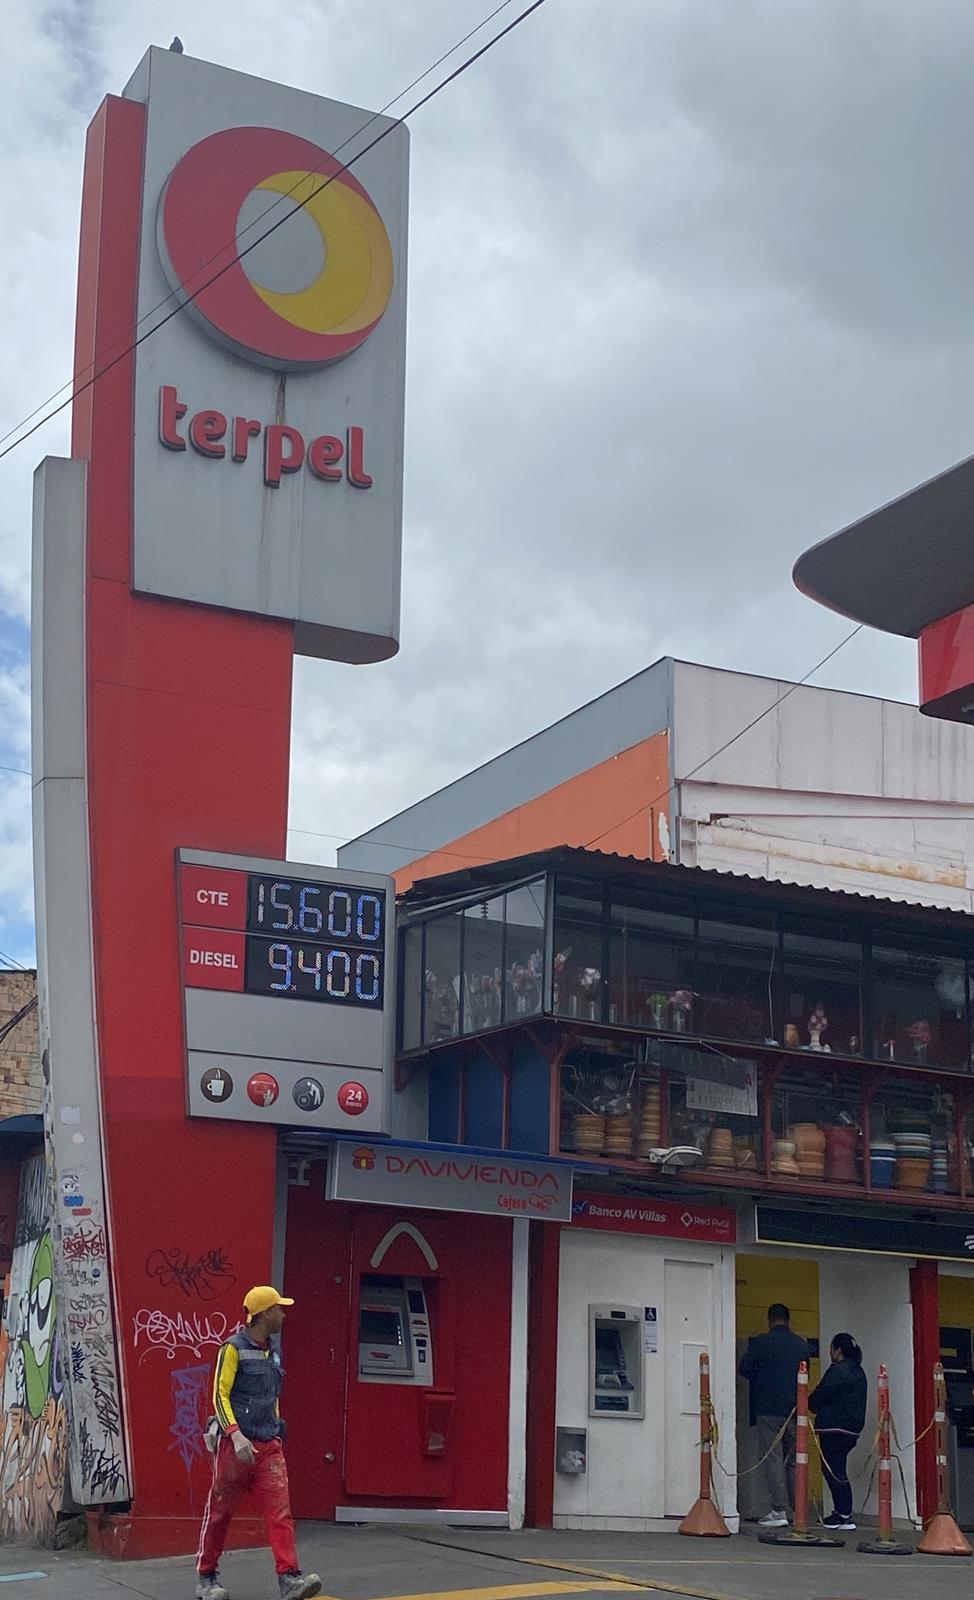 terpel
CTE 15.600
DIESEL 9.400
24 horas
DAVIVIENDA
Cajero
Banco AV Villas
Red Aval